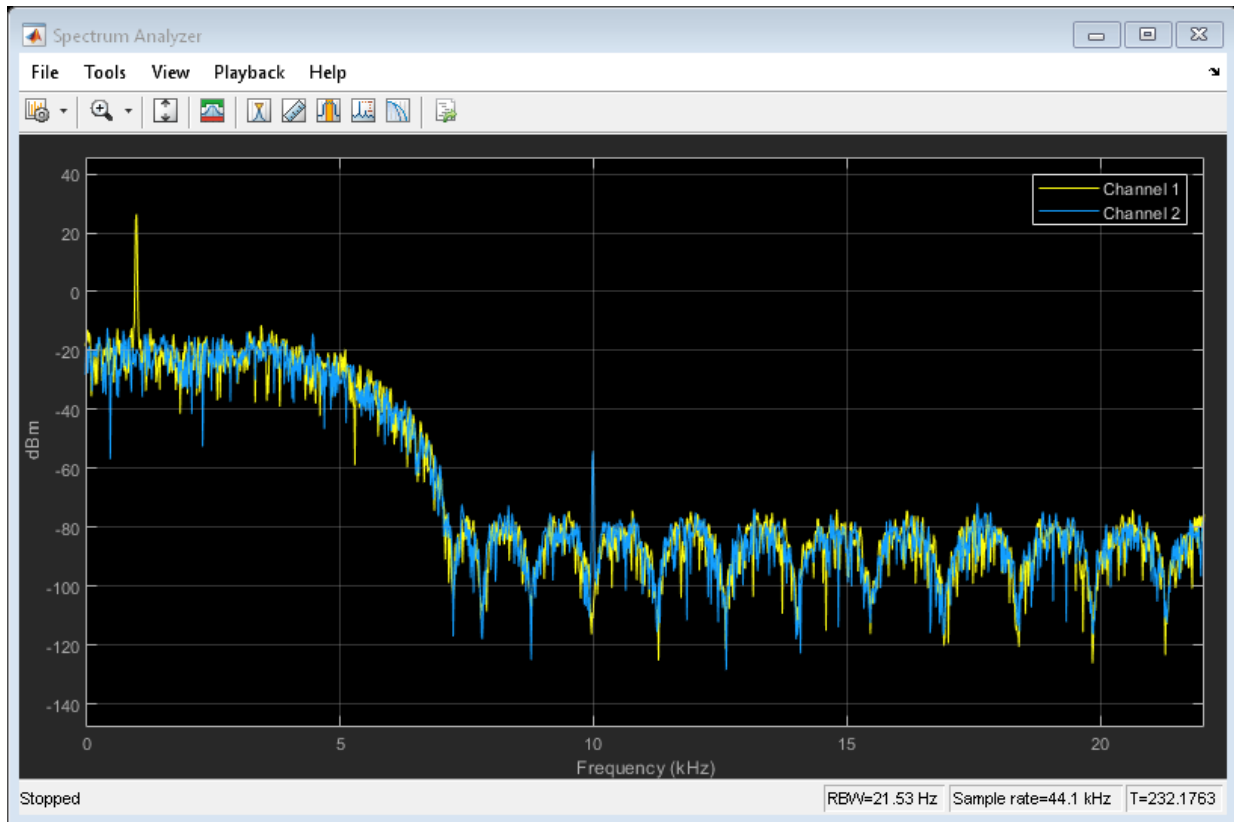 Spectrum Analyzer
File Tools View Playback Help
Channel 1
Channel 2
40
20
0
-20
-40
-60
-80
-100
-120
-140
dBm
0 5 10 15 20
Frequency (kHz)
Stopped RBW=21.53 Hz Sample rate=44.1 kHz T=232.1763